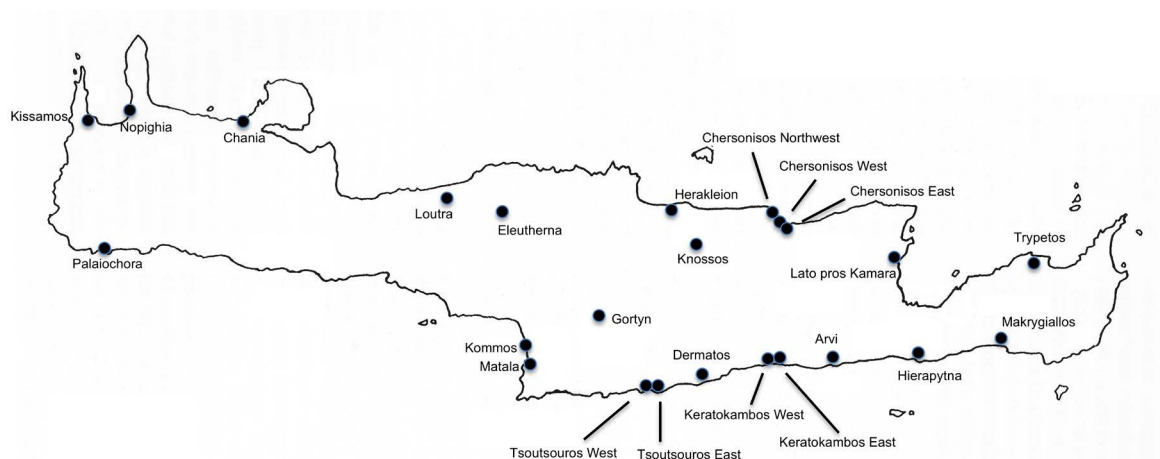 Kissamos
Nopighia
Chania
Chersonisos Northwest
Chersonisos West
Chersonisos East
Herakleion
Loutra
Eleutherna
Knossos
Lato pros Kamara
Trypetos
Palaiochora
Gortyn
Makrygiallos
Kommos
Matala
Dermatos
Arvi
Hierapytna
Keratokambos West
Keratokambos East
Tsoutsouros West
Tsoutsouros East